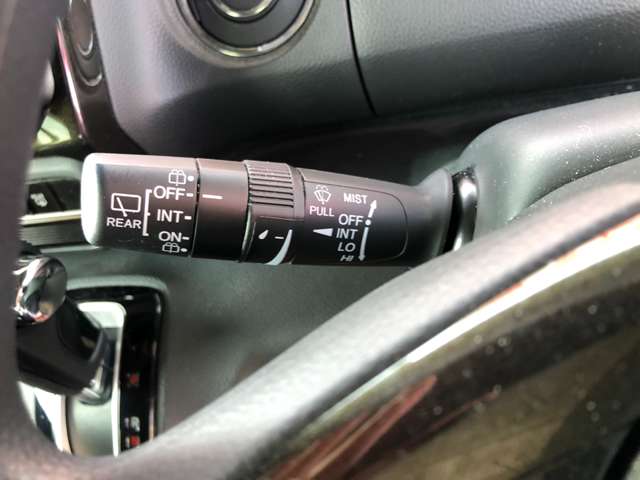 OFF
INT
REAR
ON
PULL
MIST
OFF
INT
LO
HI